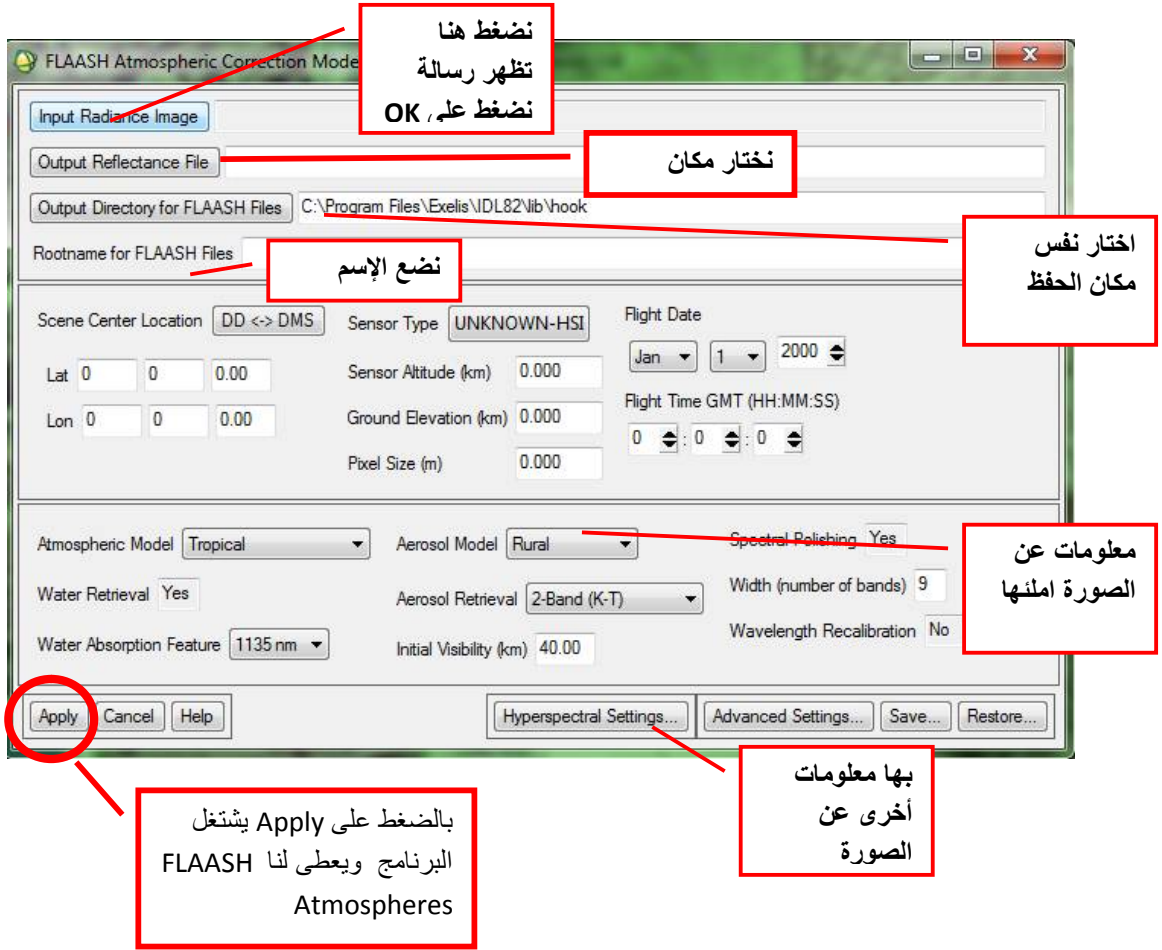 نضغط هنا
تظهر رسالة
نضغط على OK
FLAASH Atmospheric Correction Mode
Input Radiance Image
Output Reflectance File
نختار مكان
Output Directory for FLAASH Files C:\Program Files\Exelis\IDL82\lib\hook
اختار نفس
مكان الحفظ
Rootname for FLAASH Files
نضع الإسم
Scene Center Location DD <-> DMS
Lat 0 0 0.00
Lon 0 0 0.00
Sensor Type UNKNOWN-HSI
Sensor Altitude (km) 0.000
Ground Elevation (km) 0.000
Pixel Size (m) 0.000
Flight Date
Jan 1 2000
Flight Time GMT (HH:MM:SS)
0 : 0 : 0
Atmospheric Model Tropical
Water Retrieval Yes
Water Absorption Feature 1135 nm
Aerosol Model Rural
Aerosol Retrieval 2-Band (K-T)
Initial Visibility (km) 40.00
Spectral Polishing Yes
Width (number of bands) 9
Wavelength Recalibration No
معلومات عن
الصورة املئها
Apply Cancel Help Hyperspectral Settings... Advanced Settings... Save... Restore...
بها معلومات
أخرى عن
الصورة
بالضغط على Apply يشتغل
البرنامج ويعطى لنا FLAASH
Atmospheres